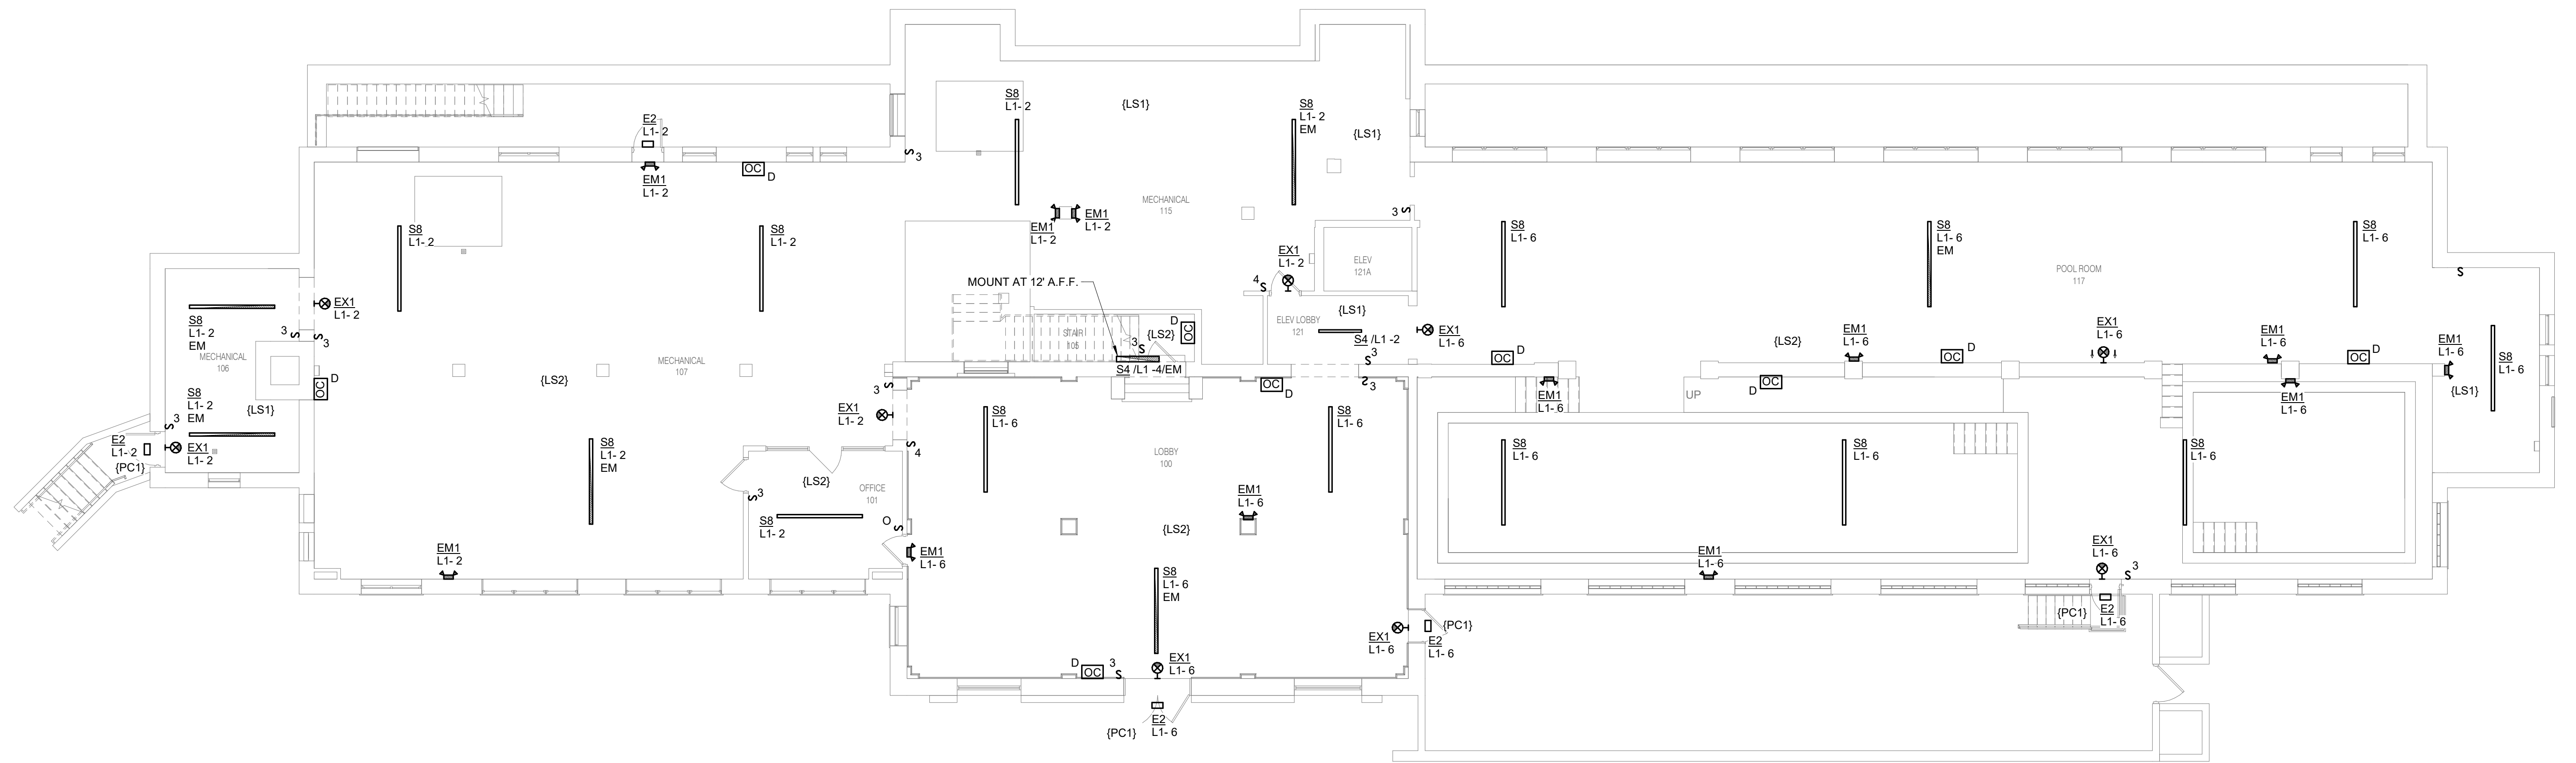 S8
L1- 2
{LS1}
S8
L1- 2
EM
{LS1}
E2
L1- 2
S 3
OC
D
EM1
L1- 2
MECHANICAL
115
3 S
EM1
L1- 2
EM1
L1- 2
S8
L1- 2
S8
L1- 2
S8
L1- 6
S8
L1- 6
EM
S8
L1- 6
EX1
L1- 2
ELEV
121A
POOL ROOM
117
S
MOUNT AT 12' A.F.F.
4 S
EX1
L1- 2
S8
L1- 2
EM
3 S
S 3
MECHANICAL
106
ELEV LOBBY
121
{LS1}
S4 /L1 -2
EX1
L1- 6
STAIR
105
3 S
{LS2}
D
OC
S4 /L1 -4/EM
3
S
S 3
OC
D
{LS2}
EM1
L1- 6
OC
D
EX1
L1- 6
EM1
L1- 6
OC
D
EM1
L1- 6
S8
L1- 6
{LS1}
MECHANICAL
107
{LS2}
OC
D
S8
L1- 2
EM
{LS1}
3 S
E2
L1- 2
{PC1}
EX1
L1- 2
3 S
EX1
L1- 2
S 4
OC
D
EM1
L1- 6
UP
D
OC
EM1
L1- 6
S8
L1- 6
S8
L1- 6
LOBBY
100
S8
L1- 6
S8
L1- 6
S8
L1- 6
S8
L1- 2
EM
{LS2}
OFFICE
101
S 3
S8
L1- 2
O S
EM1
L1- 6
EM1
L1- 6
{LS2}
EM1
L1- 2
S8
L1- 6
EM
EM1
L1- 6
EX1
L1- 6
S 3
{PC1}
E2
L1- 6
EX1
L1- 6
{PC1}
E2
L1- 6
D
OC
3
S
EX1
L1- 6
E2
L1- 6
{PC1}